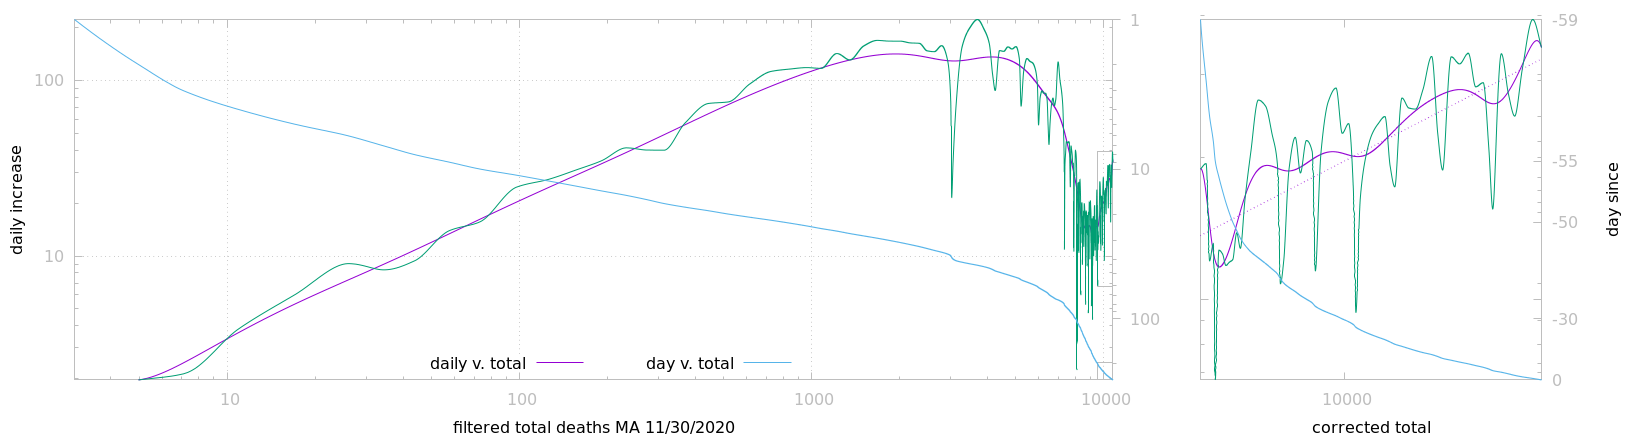 daily increase
100
10
daily v. total
day v. total
10
100
1000
10000
filtered total deaths MA 11/30/2020
1
10
100
10000
corrected total
-59
-55
-50
-30
0
day since